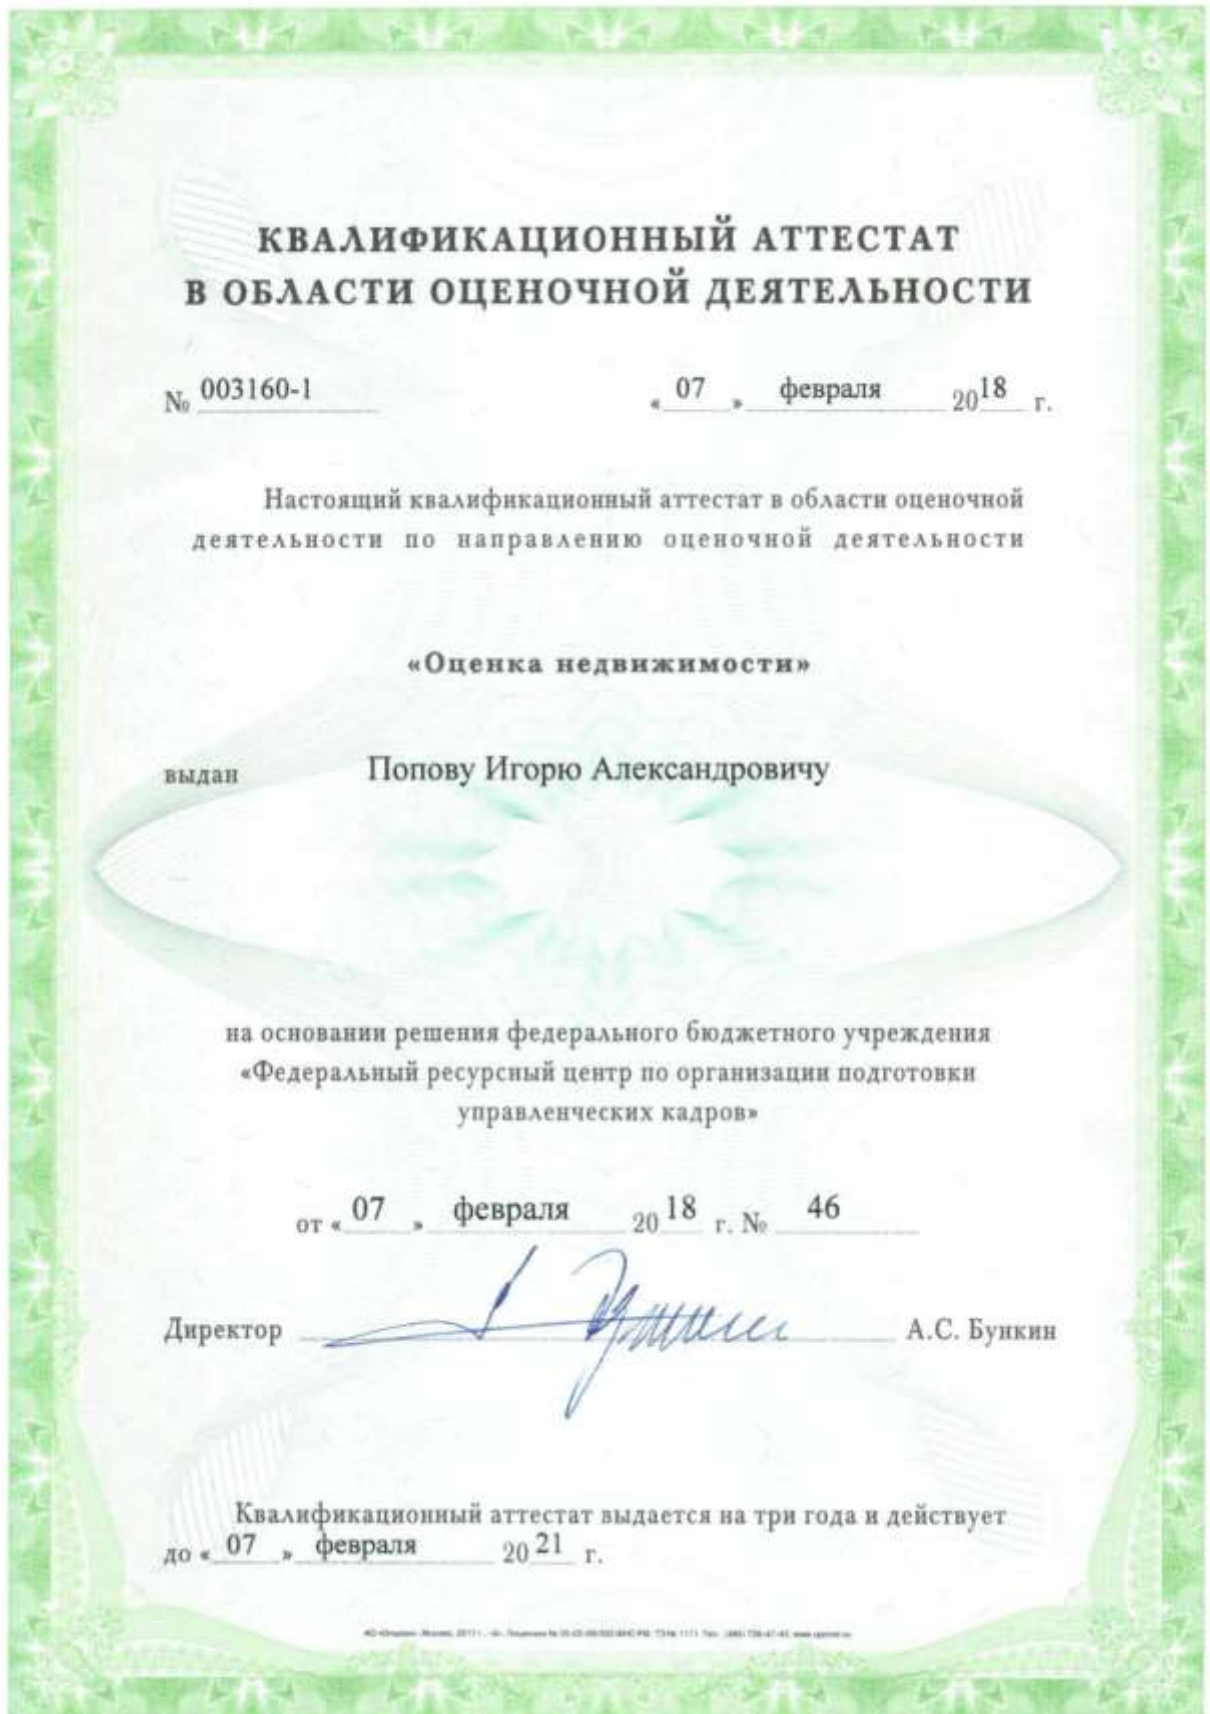 КВАЛИФИКАЦИОННЫЙ АТТЕСТАТ
В ОБЛАСТИ ОЦЕНОЧНОЙ ДЕЯТЕЛЬНОСТИ
№ 003160-1 « 07 » февраля 2018 г.
Настоящий квалификационный аттестат в области оценочной
деятельности по направлению оценочной деятельности
«Оценка недвижимости»
выдан Попову Игорю Александровичу
на основании решения федерального бюджетного учреждения
«Федеральный ресурсный центр по организации подготовки
управленческих кадров»
от « 07 » февраля 2018 г. № 46
Директор А.С. Бункин
Квалификационный аттестат выдается на три года и действует
до « 07 » февраля 2021 г.